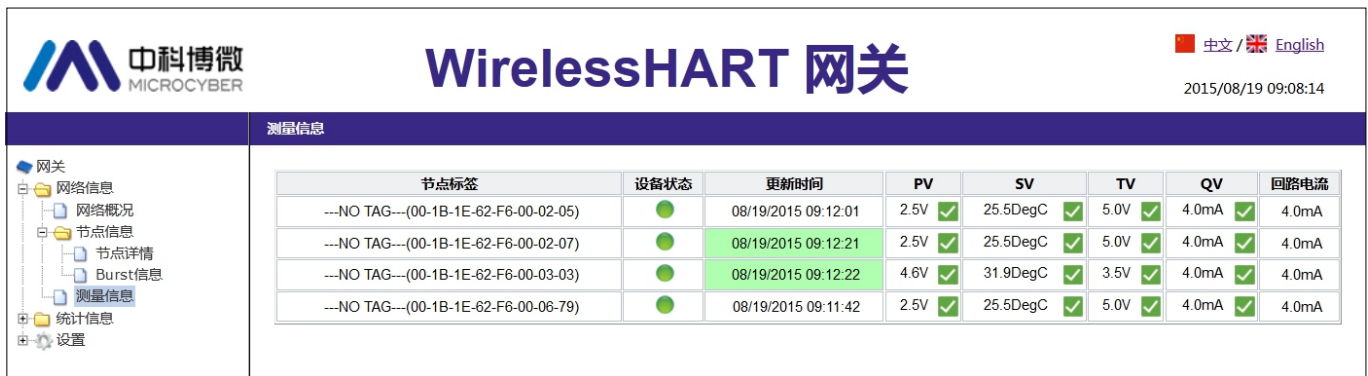 中科博微
MICROCYBER
WirelessHART 网关
中文 / English
2015/08/19 09:08:14
测量信息
网关
网络信息
网络概况
节点信息
节点详情
Burst信息
测量信息
统计信息
设置
节点标签 设备状态 更新时间 PV SV TV QV 回路电流
---NO TAG---(00-1B-1E-62-F6-00-02-05) 08/19/2015 09:12:01 2.5V 25.5DegC 5.0V 4.0mA 4.0mA
---NO TAG---(00-1B-1E-62-F6-00-02-07) 08/19/2015 09:12:21 2.5V 25.5DegC 5.0V 4.0mA 4.0mA
---NO TAG---(00-1B-1E-62-F6-00-03-03) 08/19/2015 09:12:22 4.6V 31.9DegC 3.5V 4.0mA 4.0mA
---NO TAG---(00-1B-1E-62-F6-00-06-79) 08/19/2015 09:11:42 2.5V 25.5DegC 5.0V 4.0mA 4.0mA